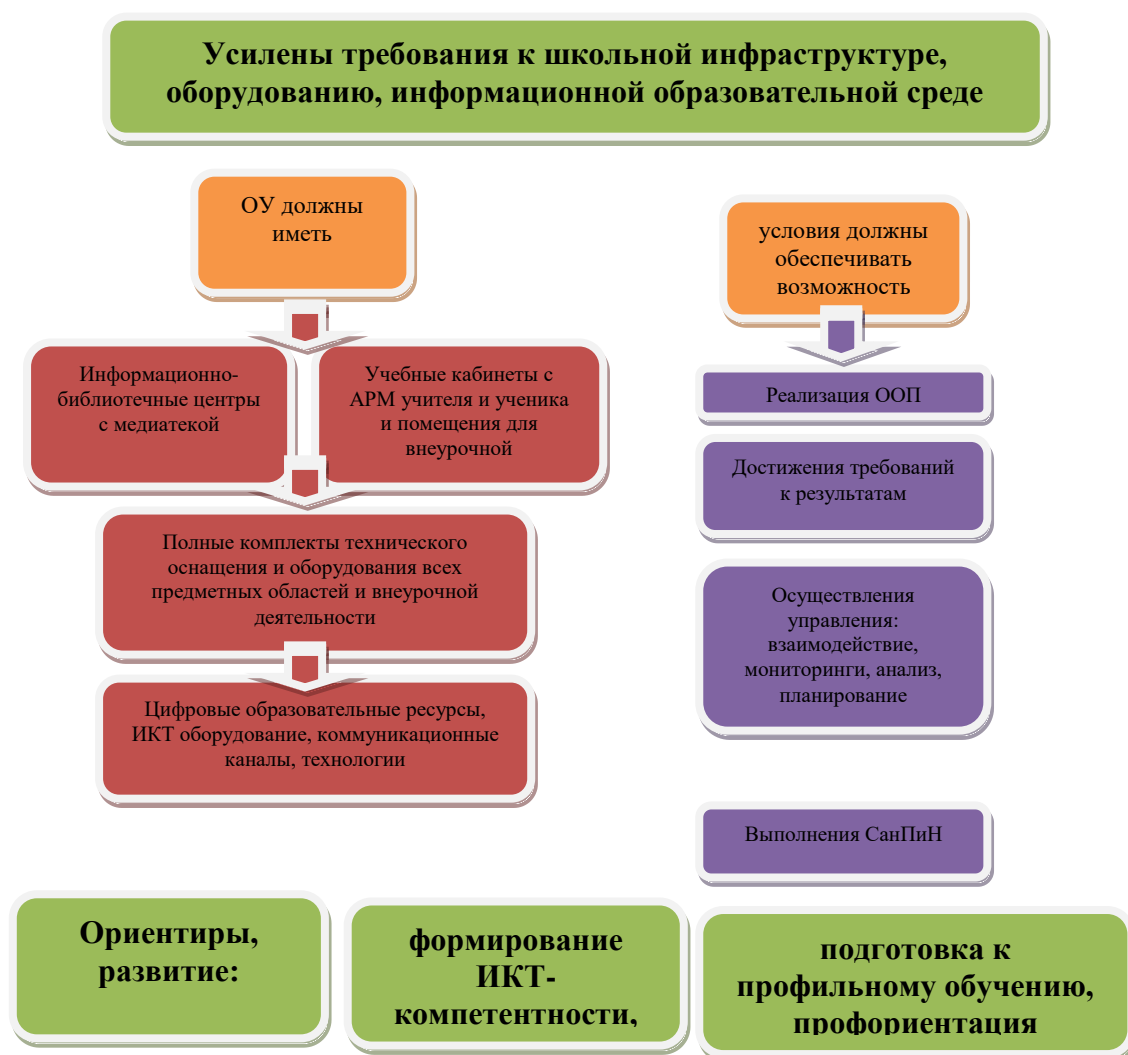 Усилены требования к школьной инфраструктуре,
оборудованию, информационной образовательной среде
ОУ должны
иметь
условия должны
обеспечивать
возможность
Информационно-
библиотечные центры
с медиатекой
Учебные кабинеты с
АРМ учителя и ученика
и помещения для
внеурочной
Полные комплекты технического
оснащения и оборудования всех
предметных областей и внеурочной
деятельности
Цифровые образовательные ресурсы,
ИКТ оборудование, коммуникационные
каналы, технологии
Реализация ООП
Достижения требований
к результатам
Осуществления
управления:
взаимодействие,
мониторинги, анализ,
планирование
Выполнения СанПиН
Ориентиры,
развитие:
формирование
ИКТ-
компетентности,
подготовка к
профильному обучению,
профориентация